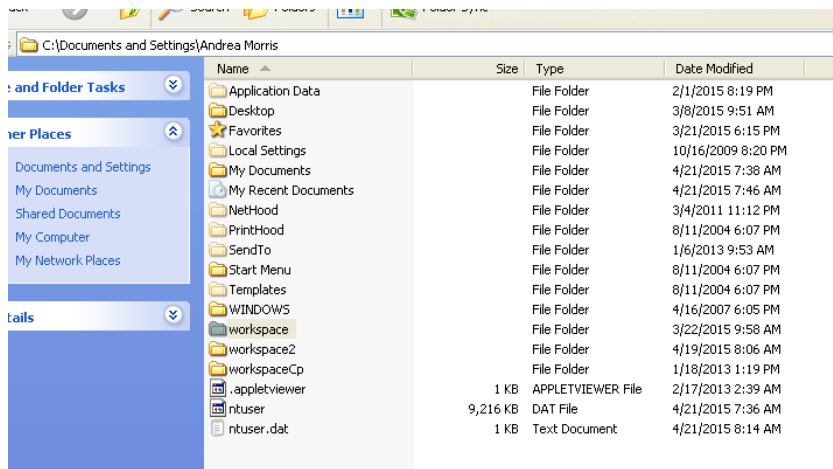 C:\Documents and Settings\Andrea Morris
Name Size Type Date Modified
e and Folder Tasks
Application Data File Folder 2/1/2015 8:19 PM
Desktop File Folder 3/8/2015 9:51 AM
Favorites File Folder 3/21/2015 6:15 PM
ner Places
Local Settings File Folder 10/16/2009 8:20 PM
Documents and Settings
My Documents File Folder 4/21/2015 7:38 AM
My Documents
My Recent Documents File Folder 4/21/2015 7:46 AM
Shared Documents
NetHood File Folder 3/4/2011 11:12 PM
My Computer
PrintHood File Folder 8/11/2004 6:07 PM
My Network Places
SendTo File Folder 1/6/2013 9:53 AM
Start Menu File Folder 8/11/2004 6:07 PM
Templates File Folder 8/11/2004 6:07 PM
WINDOWS File Folder 4/16/2007 6:05 PM
tails
workspace File Folder 3/22/2015 9:58 AM
workspace2 File Folder 4/19/2015 8:06 AM
workspaceCp File Folder 1/18/2013 1:19 PM
.appletviewer 1 KB APPLETVIEWER File 2/17/2013 2:39 AM
ntuser 9,216 KB DAT File 4/21/2015 7:36 AM
ntuser.dat 1 KB Text Document 4/21/2015 8:14 AM